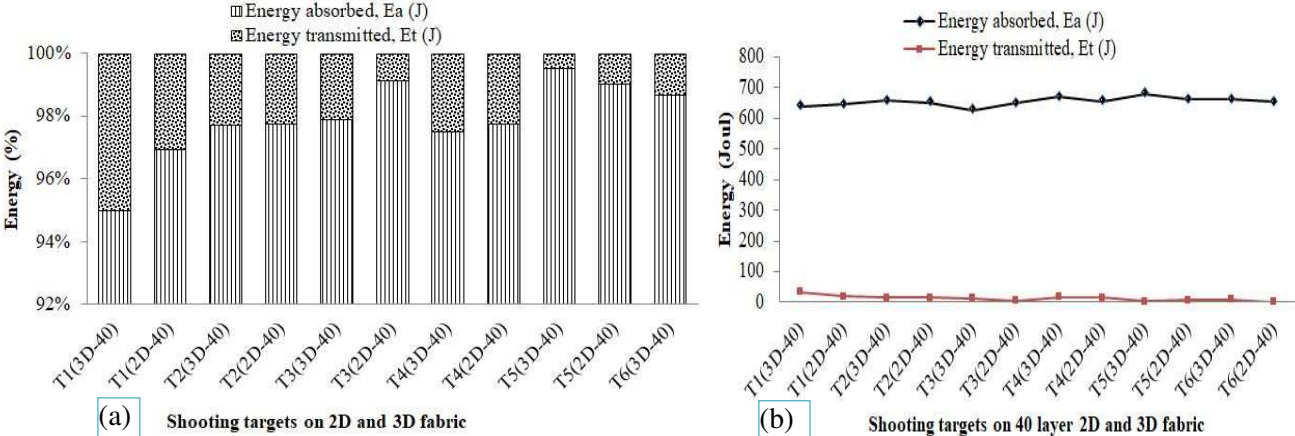 Energy absorbed, Ea (J)
Energy transmitted, Et (J)
100%
98%
96%
94%
92%
Energy (%)
T1(3D-40)
T1(2D-40)
T2(3D-40)
T2(2D-40)
T3(3D-40)
T3(2D-40)
T4(3D-40)
T4(2D-40)
T5(3D-40)
T5(2D-40)
T6(3D-40)
(a)
Shooting targets on 2D and 3D fabric
Energy absorbed, Ea (J)
Energy transmitted, Et (J)
800
700
600
500
400
300
200
100
0
Energy (Joul)
T1(3D-40)
T1(2D-40)
T2(3D-40)
T2(2D-40)
T3(3D-40)
T3(2D-40)
T4(3D-40)
T4(2D-40)
T5(3D-40)
T5(2D-40)
T6(3D-40)
T6(2D-40)
(b)
Shooting targets on 40 layer 2D and 3D fabric